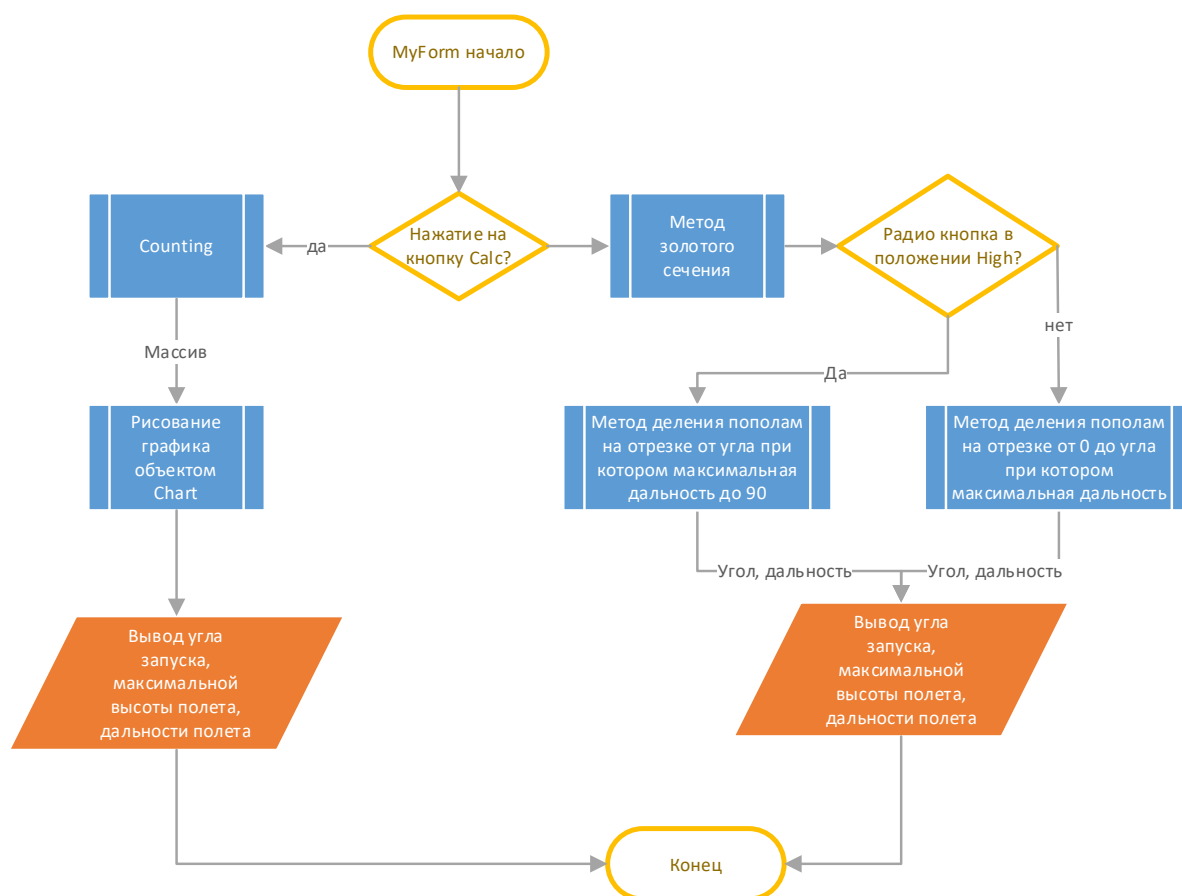 MyForm начало
Counting
да
Нажатие на
кнопку Calc?
Метод
золотого
сечения
Радио кнопка в
положении High?
Массив
Да
нет
Рисование
графика
объектом
Chart
Метод деления пополам
на отрезке от угла при
котором максимальная
дальность до 90
Метод деления пополам
на отрезке от 0 до угла
при котором
максимальная дальность
Угол, дальность
Угол, дальность
Вывод угла
запуска,
максимальной
высоты полета,
дальности полета
Вывод угла
запуска,
максимальной
высоты полета,
дальности полета
Конец